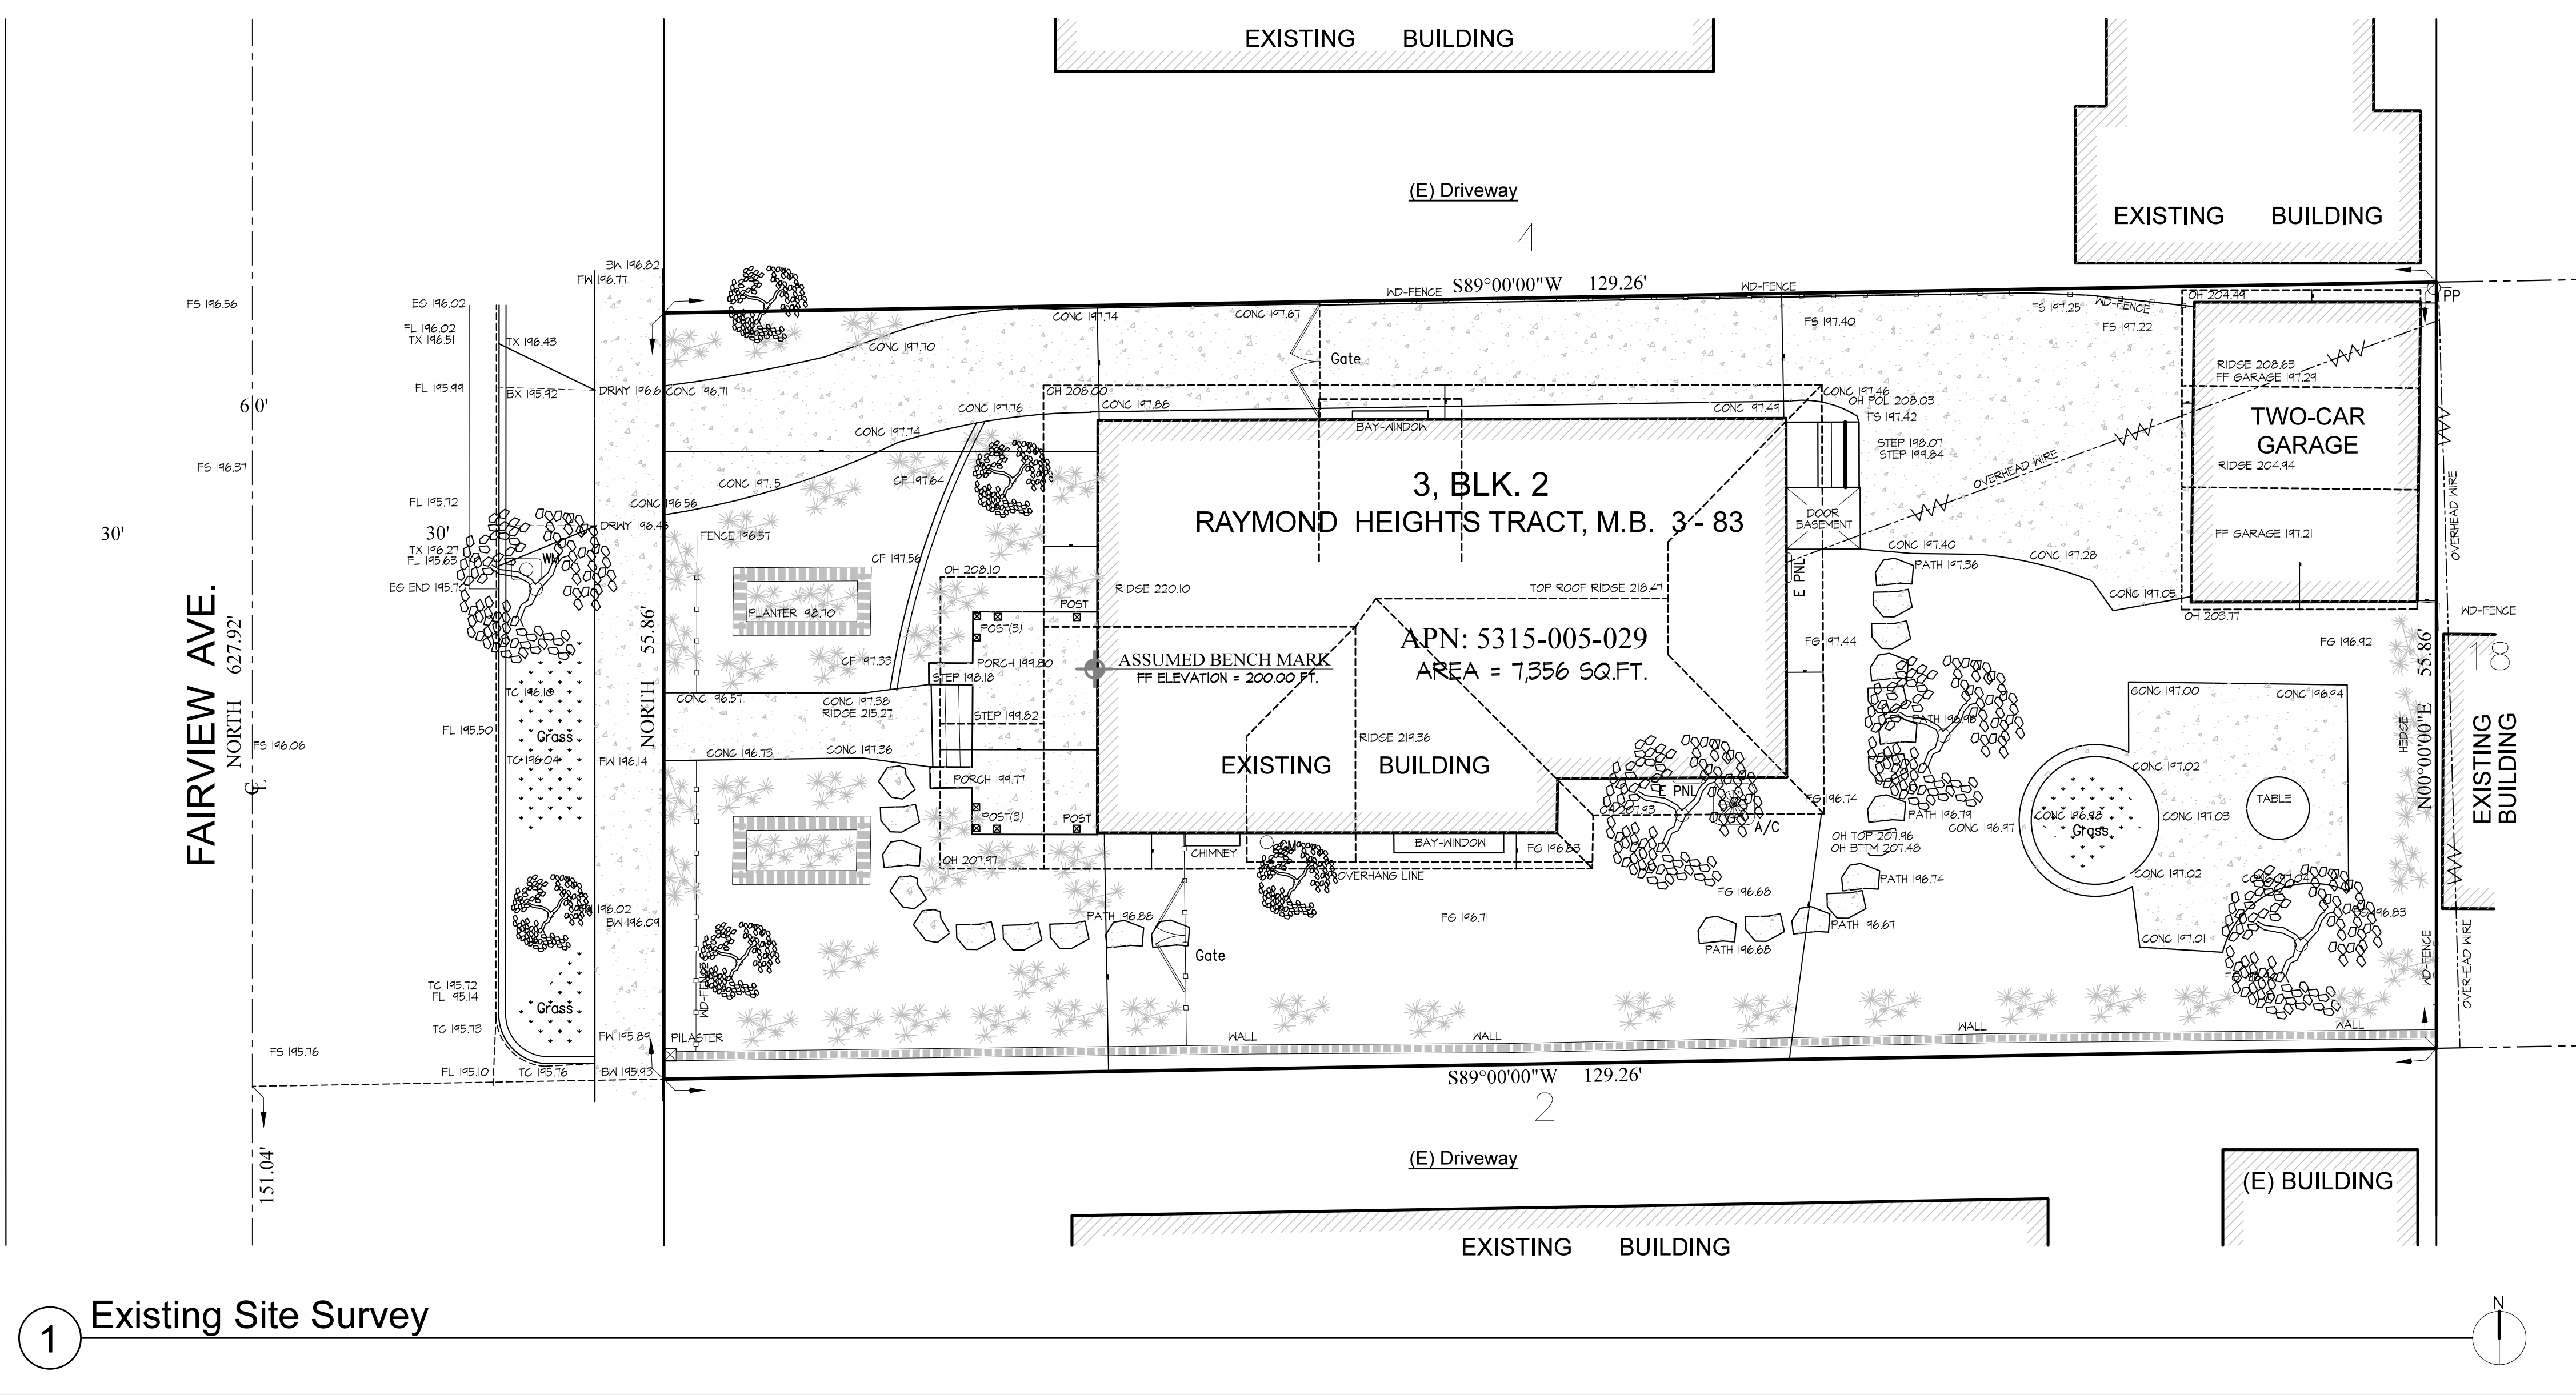 EXISTING BUILDING
(E) Driveway
EXISTING BUILDING
4
BW 196.82
FW 196.77
S89°00'00"W 129.26'
WD-FENCE
WD-FENCE
OH 204.49
PP
FS 196.56
EG 196.02
WD-FENCE
FS 197.25
CONC 197.74
CONC 197.67
FS 197.40
FS 197.22
FL 196.02
TX 196.51
TX 196.43
CONC 197.70
Gate
RIDGE 208.63
FF GARAGE 197.29
FL 195.99
BX 195.92
DRWY 196.6
CONC 196.71
OH 208.00
CONC 197.46
OH POL 208.03
60'
CONC 197.76
CONC 197.88
CONC 197.49
FS 197.42
TWO-CAR
GARAGE
CONC 197.74
BAY-WINDOW
STEP 198.07
STEP 199.84
FS 196.37
RIDGE 204.94
OVERHEAD WIRE
OVERHEAD WIRE
CONC 197.15
CF 197.64
3, BLK. 2
RAYMOND HEIGHTS TRACT, M.B. 3 - 83
DOOR
BASEMENT
FL 195.72
CONC 196.56
30'
30'
DRWY 196.45
FENCE 196.57
FF GARAGE 197.21
TX 196.27
FL 195.63
WM
CF 197.56
CONC 197.40
CONC 197.28
PATH 197.36
OH 208.10
E PNL
EG END 195.70
RIDGE 220.10
TOP ROOF RIDGE 218.47
CONC 197.05
PLANTER 198.70
POST
OH 203.77
WD-FENCE
POST(3)
FAIRVIEW AVE.
NORTH 627.92'
NORTH 55.86'
APN: 5315-005-029
AREA = 7,356 SQ.FT.
FG 197.44
FG 196.92
18
CF 197.33
PORCH 199.80
STEP 198.18
ASSUMED BENCH MARK
FF ELEVATION = 200.00 FT.
N00°00'00"E 55.86'
TC 196.10
CONC 196.57
CONC 197.38
RIDGE 215.27
CONC 197.00
CONC 196.94
STEP 199.82
PATH 196.98
FL 195.50
Grass
FS 196.06
CONC 196.73
CONC 197.36
RIDGE 219.36
HEDGE
EXISTING
BUILDING
TC 196.04
FW 196.14
EXISTING BUILDING
CONC 197.02
PORCH 199.77
E PNL
FG 196.74
TABLE
CL
POST(3)
POST
A/C
PATH 196.79
CONC 196.97
CONC 196.98
CONC 197.03
Grass
CHIMNEY
GM
BAY-WINDOW
FG 196.83
OH TOP 207.96
OH BTTM 207.48
OH 207.97
OVERHANG LINE
PATH 196.74
CONC 197.02
FG 196.68
196.02
BW 196.09
PATH 196.88
FG 196.71
PATH 196.67
CONC 197.01
PATH 196.68
Gate
WD-FENCE
OVERHEAD WIRE
TC 195.72
FL 195.14
Grass
TC 195.73
FW 195.89
PILASTER
WALL
WALL
WALL
WALL
FS 195.76
FL 195.10
TC 195.76
BW 195.93
S89°00'00"W 129.26'
2
151.04'
(E) Driveway
(E) BUILDING
EXISTING BUILDING
1
Existing Site Survey
N